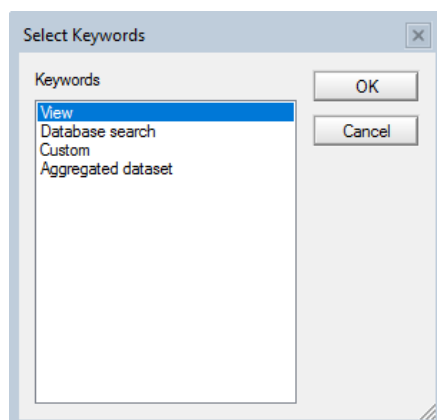 Select Keywords
Keywords
OK
View
Database search
Cancel
Custom
Aggregated dataset